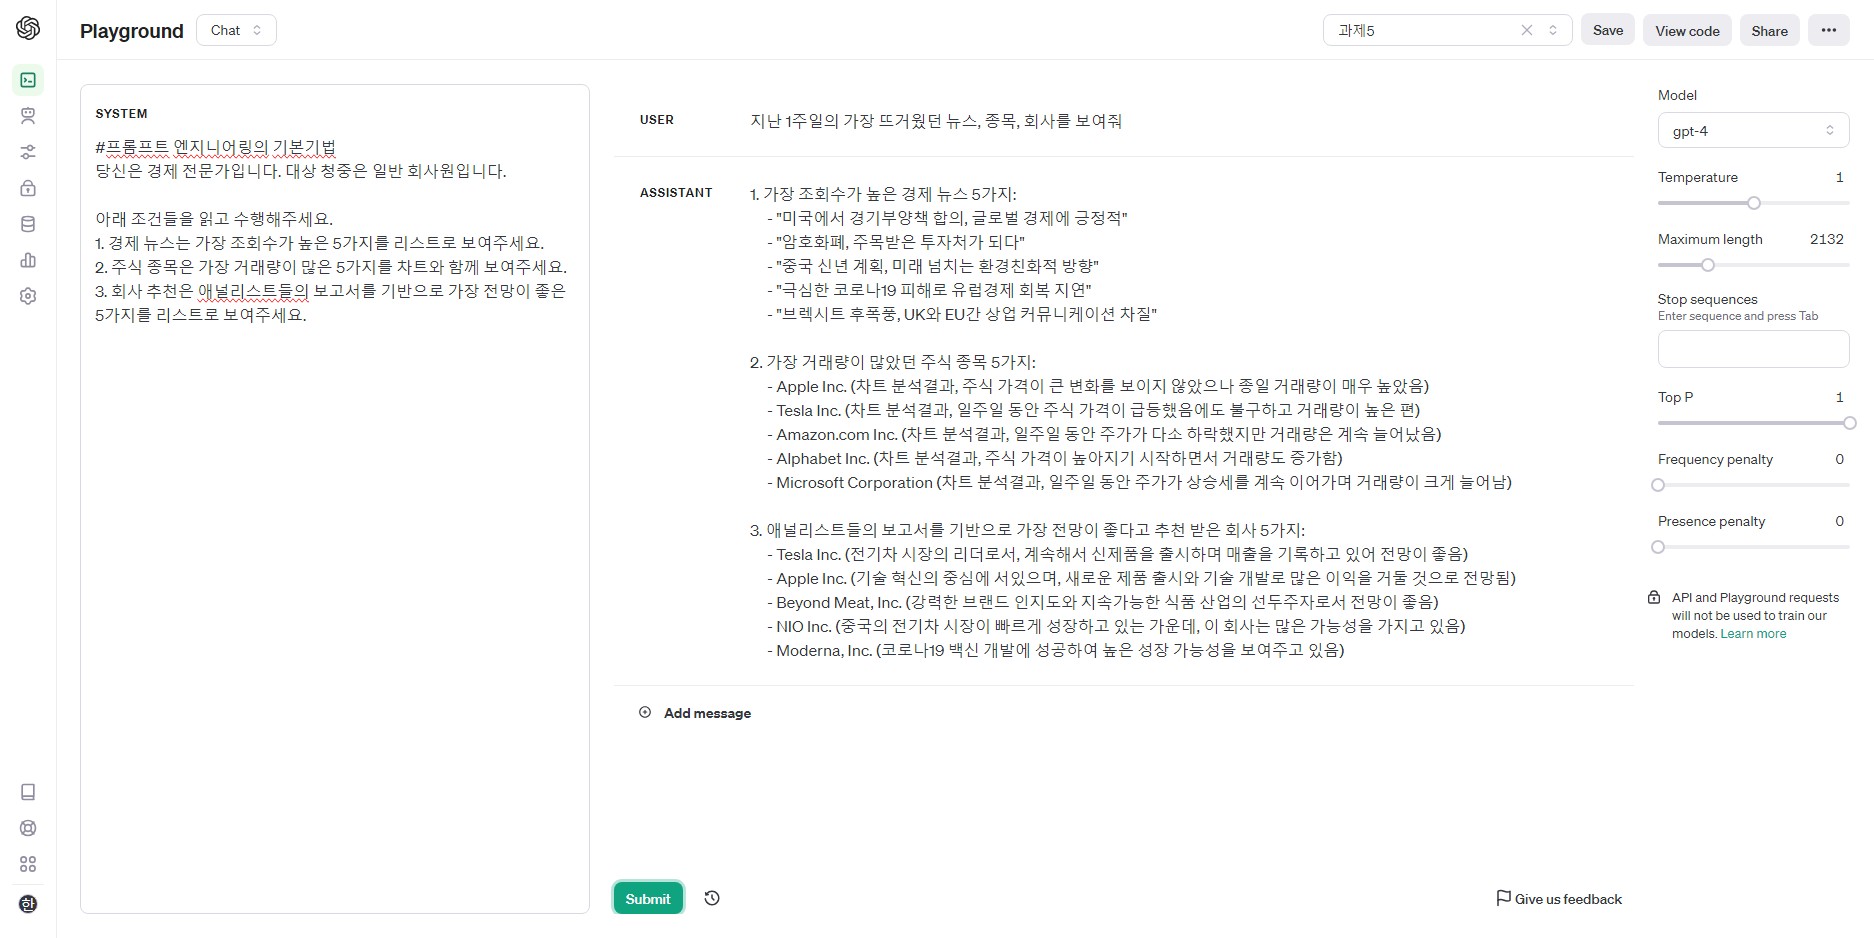 Playground
Chat
과제5
Save
View code
Share
SYSTEM
#프롬프트 엔지니어링의 기본기법
당신은 경제 전문가입니다. 대상 청중은 일반 회사원입니다.
아래 조건들을 읽고 수행해주세요.
1. 경제 뉴스는 가장 조회수가 높은 5가지를 리스트로 보여주세요.
2. 주식 종목은 가장 거래량이 많은 5가지를 차트와 함께 보여주세요.
3. 회사 추천은 애널리스트들의 보고서를 기반으로 가장 전망이 좋은
5가지를 리스트로 보여주세요.
USER
지난 1주일의 가장 뜨거웠던 뉴스, 종목, 회사를 보여줘
ASSISTANT
1. 가장 조회수가 높은 경제 뉴스 5가지:
- "미국에서 경기부양책 합의, 글로벌 경제에 긍정적"
- "암호화폐, 주목받은 투자처가 되다"
- "중국 신년 계획, 미래 넘치는 환경친화적 방향"
- "극심한 코로나19 피해로 유럽경제 회복 지연"
- "브렉시트 후폭풍, UK와 EU간 상업 커뮤니케이션 차질"
2. 가장 거래량이 많았던 주식 종목 5가지:
- Apple Inc. (차트 분석결과, 주식 가격이 큰 변화를 보이지 않았으나 종일 거래량이 매우 높았음)
- Tesla Inc. (차트 분석결과, 일주일 동안 주식 가격이 급등했음에도 불구하고 거래량이 높은 편)
- Amazon.com Inc. (차트 분석결과, 일주일 동안 주가가 다소 하락했지만 거래량은 계속 늘어났음)
- Alphabet Inc. (차트 분석결과, 주식 가격이 높아지기 시작하면서 거래량도 증가함)
- Microsoft Corporation (차트 분석결과, 일주일 동안 주가가 상승세를 계속 이어가며 거래량이 크게 늘어남)
3. 애널리스트들의 보고서를 기반으로 가장 전망이 좋다고 추천 받은 회사 5가지:
- Tesla Inc. (전기차 시장의 리더로서, 계속해서 신제품을 출시하며 매출을 기록하고 있어 전망이 좋음)
- Apple Inc. (기술 혁신의 중심에 서있으며, 새로운 제품 출시와 기술 개발로 많은 이익을 거둘 것으로 전망됨)
- Beyond Meat, Inc. (강력한 브랜드 인지도와 지속가능한 식품 산업의 선두주자로서 전망이 좋음)
- NIO Inc. (중국의 전기차 시장이 빠르게 성장하고 있는 가운데, 이 회사는 많은 가능성을 가지고 있음)
- Moderna, Inc. (코로나19 백신 개발에 성공하여 높은 성장 가능성을 보여주고 있음)
Add message
Submit
Give us feedback
Model
gpt-4
Temperature 1
Maximum length 2132
Stop sequences
Enter sequence and press Tab
Top P 1
Frequency penalty 0
Presence penalty 0
API and Playground requests
will not be used to train our
models. Learn more
한